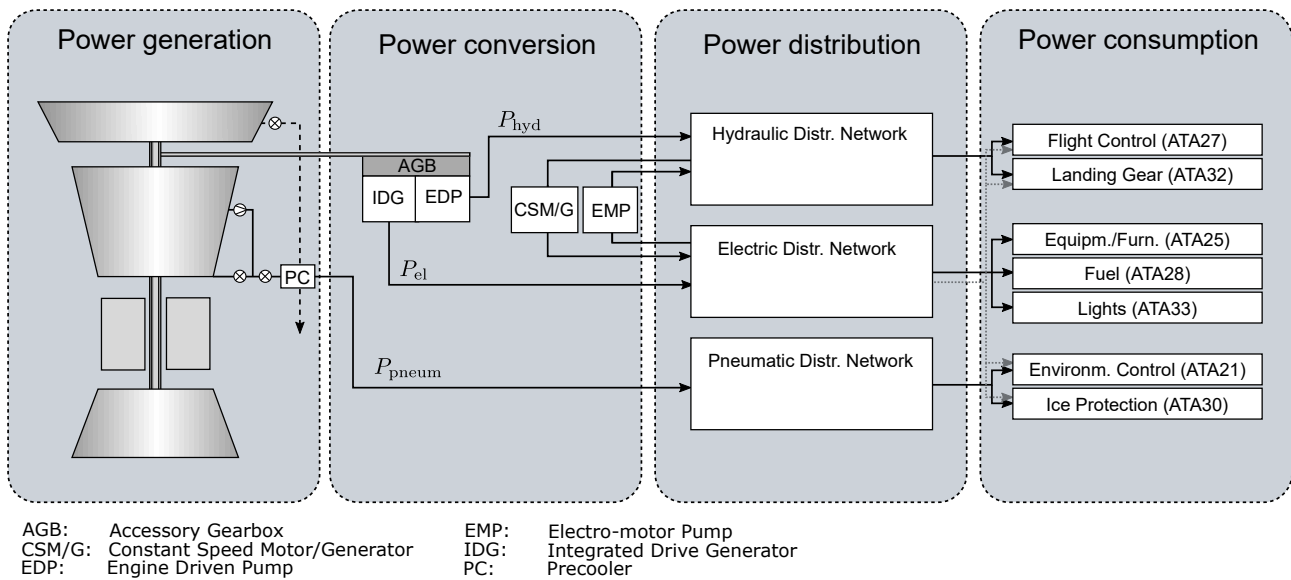 Power generation
Power conversion
Power distribution
Power consumption
P_hyd
Hydraulic Distr. Network
Flight Control (ATA27)
AGB
Landing Gear (ATA32)
IDG
EDP
CSM/G
EMP
Electric Distr. Network
Equipm./Furn. (ATA25)
PC
P_el
Fuel (ATA28)
Lights (ATA33)
P_pneum
Pneumatic Distr. Network
Environm. Control (ATA21)
Ice Protection (ATA30)
AGB: Accessory Gearbox
CSM/G: Constant Speed Motor/Generator
EDP: Engine Driven Pump
EMP: Electro-motor Pump
IDG: Integrated Drive Generator
PC: Precooler